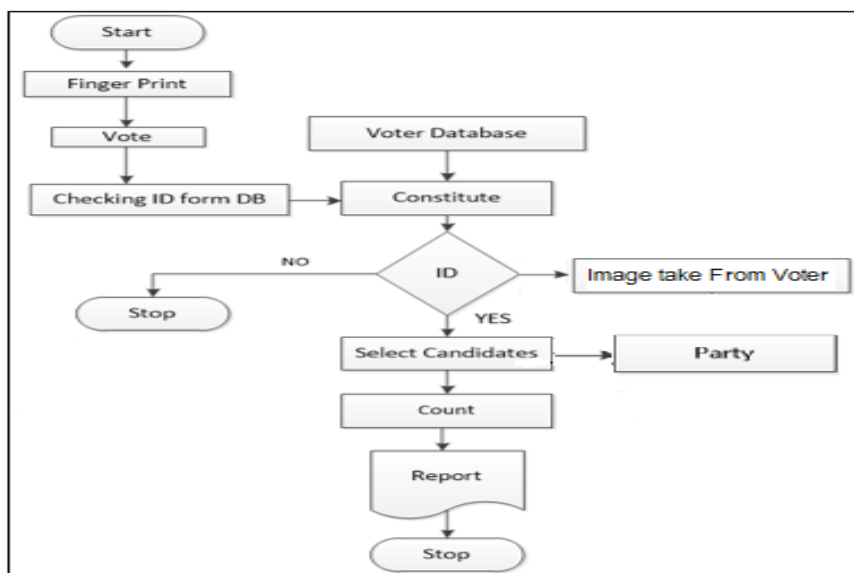 Start
Finger Print
Vote
Voter Database
Checking ID form DB
Constitute
NO
ID
Image take From Voter
Stop
YES
Select Candidates
Party
Count
Report
Stop